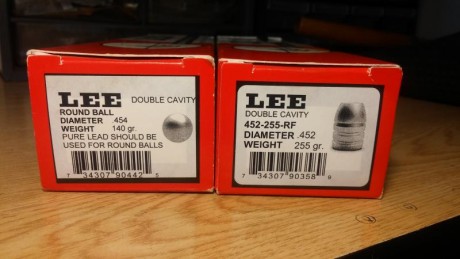 LEE DOUBLE CAVITY
ROUND BALL
DIAMETER .454
WEIGHT 140 gr.
PURE LEAD SHOULD BE
USED FOR ROUND BALLS
7 34307 90442 5
LEE
DOUBLE CAVITY
452-255-RF
DIAMETER .452
WEIGHT 255 gr.
7 34307 90358 9